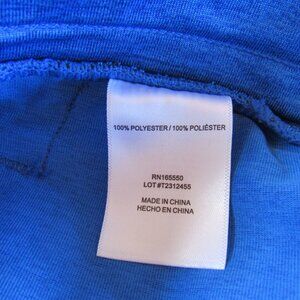 100% POLYESTER / 100% POLIÉSTER
RN165550
LOT#T2312455
MADE IN CHINA
HECHO EN CHINA